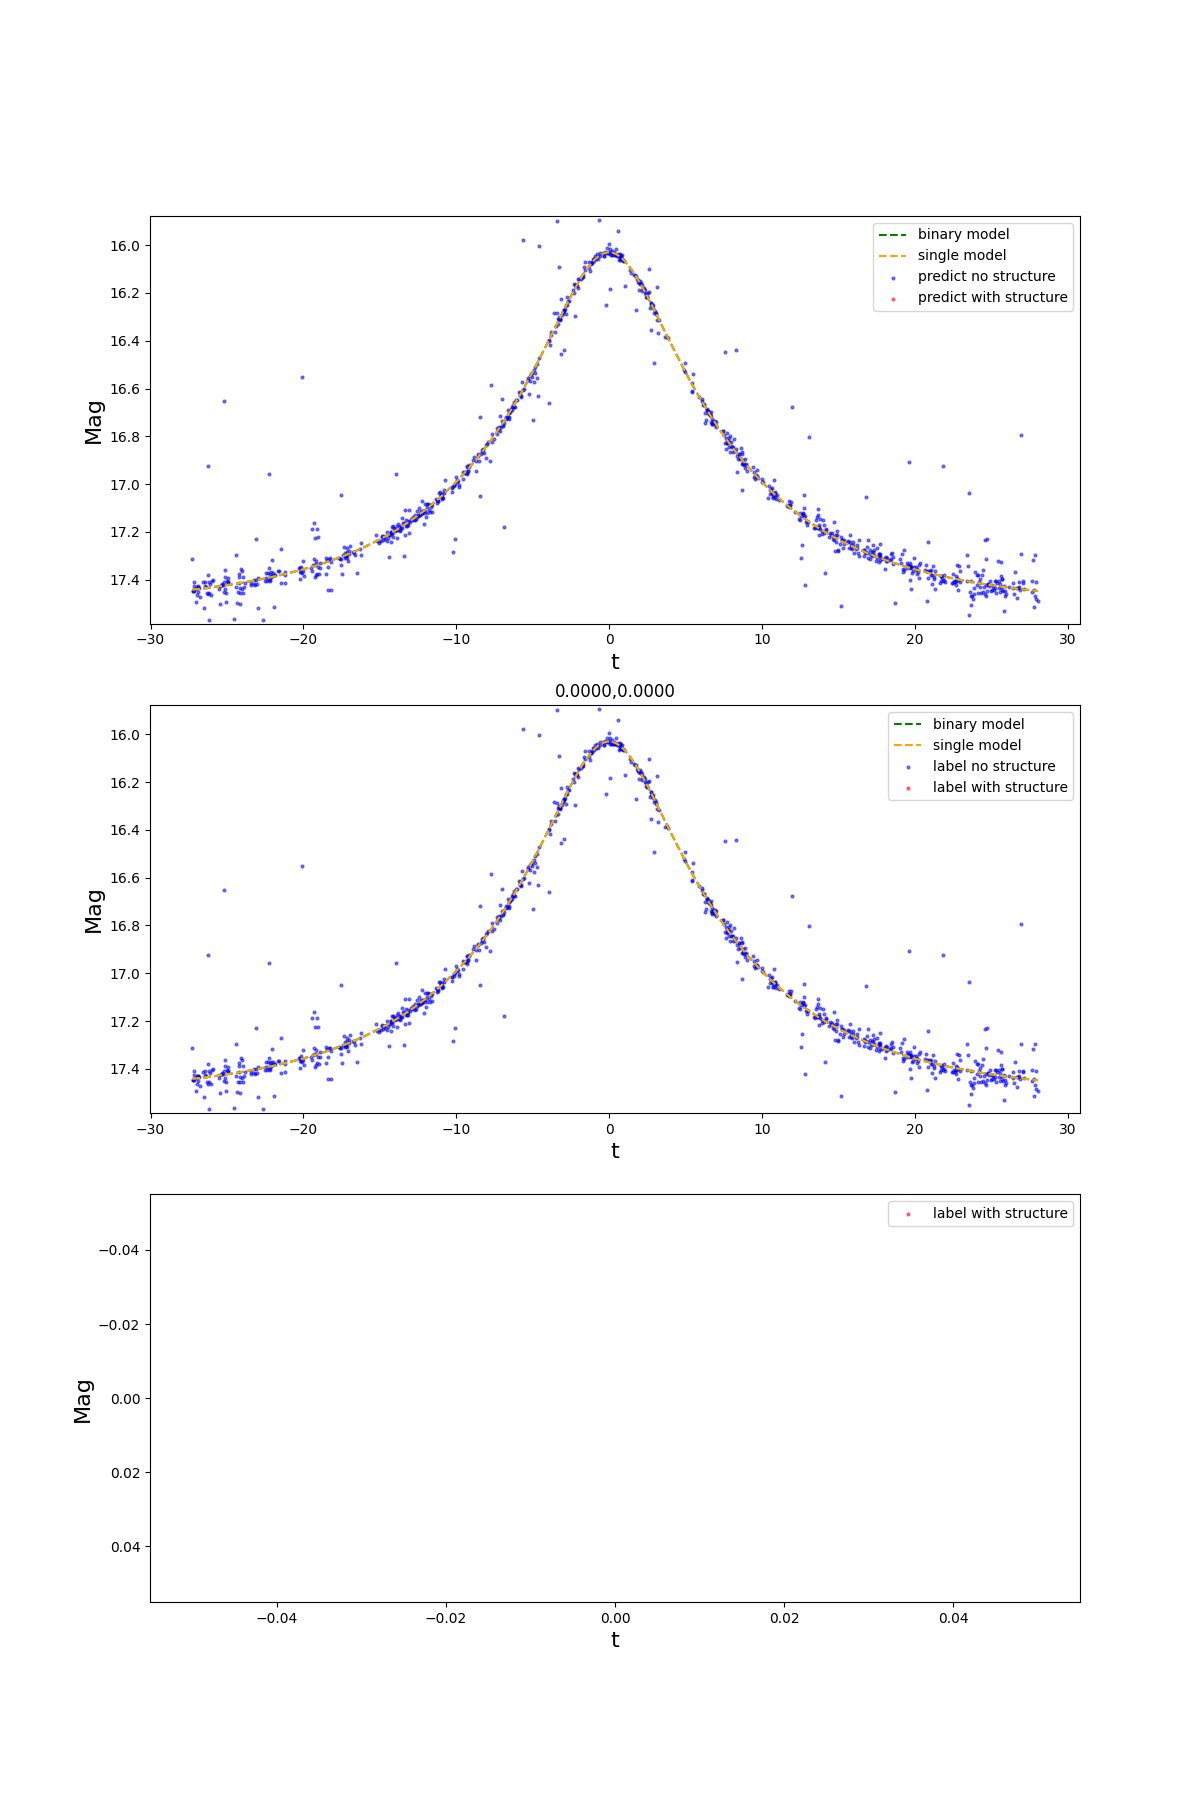 binary model
single model
predict no structure
predict with structure
16.0
16.2
16.4
16.6
16.8
17.0
17.2
17.4
Mag
−30 −20 −10 0 10 20 30
t
0.0000,0.0000
binary model
single model
label no structure
label with structure
16.0
16.2
16.4
16.6
16.8
17.0
17.2
17.4
Mag
−30 −20 −10 0 10 20 30
t
label with structure
−0.04
−0.02
0.00
0.02
0.04
Mag
−0.04 −0.02 0.00 0.02 0.04
t